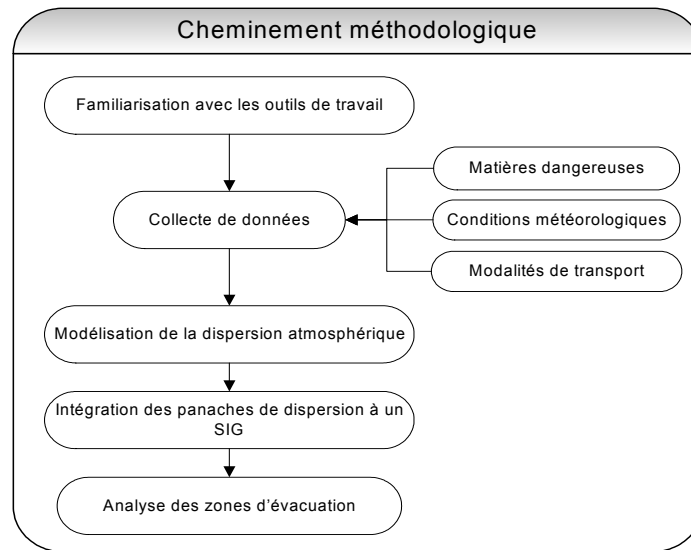 Cheminement méthodologique
Familiarisation avec les outils de travail
Collecte de données
Matières dangereuses
Conditions météorologiques
Modalités de transport
Modélisation de la dispersion atmosphérique
Intégration des panaches de dispersion à un
SIG
Analyse des zones d’évacuation